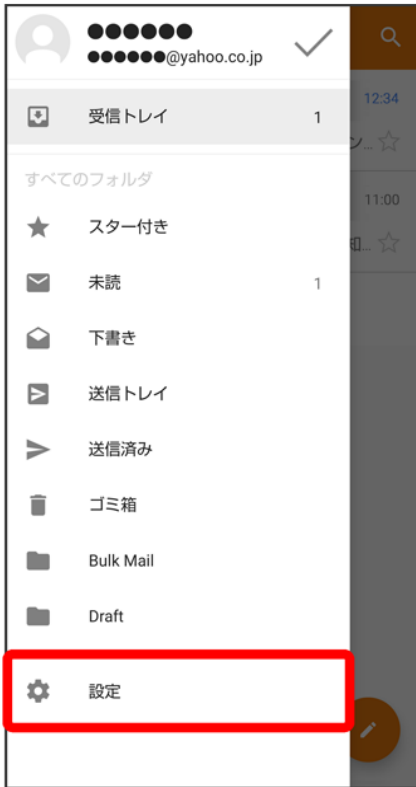 ●●●●●●
●●●●●●@yahoo.co.jp
12:34
受信トレイ 1
ン...
すべてのフォルダ
11:00
スター付き
知...
未読 1
下書き
送信トレイ
送信済み
ゴミ箱
Bulk Mail
Draft
設定